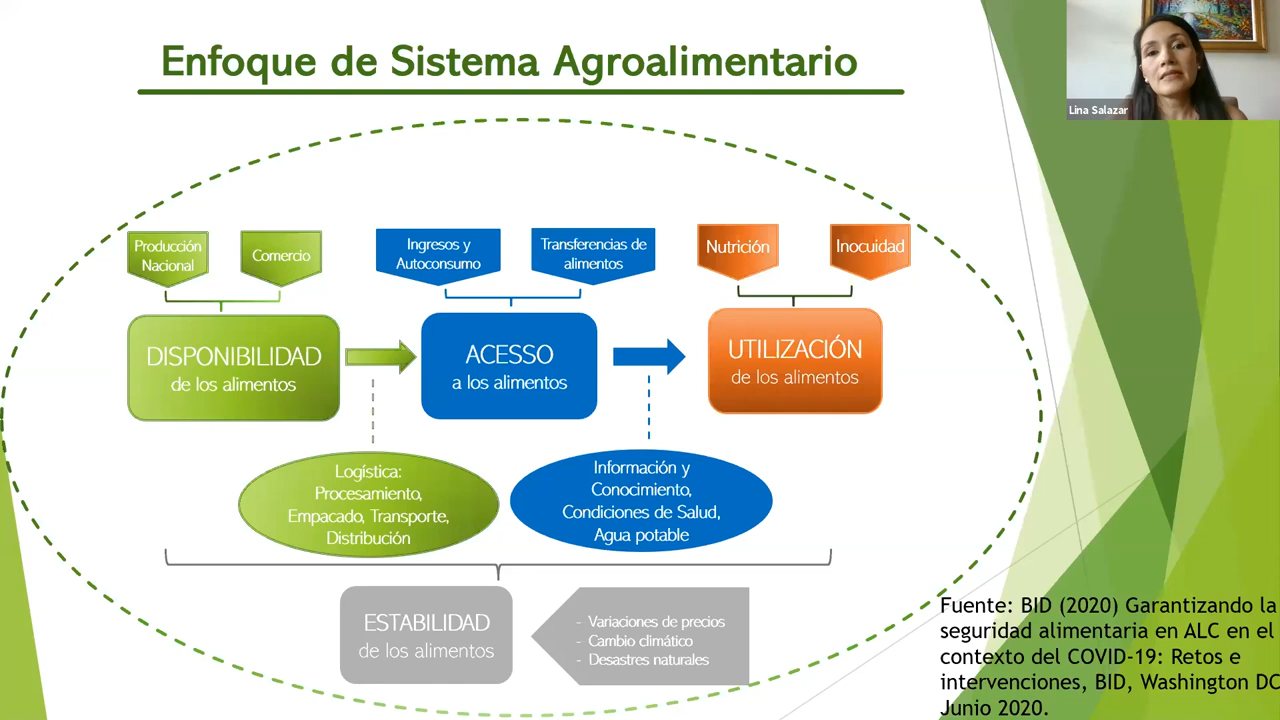 Enfoque de Sistema Agroalimentario
Lina Salazar
Producción
Nacional
Comercio
Ingresos y
Autoconsumo
Transferencias de
alimentos
Nutrición
Inocuidad
DISPONIBILIDAD
de los alimentos
ACESSO
a los alimentos
UTILIZACIÓN
de los alimentos
Logística:
Procesamiento,
Empacado, Transporte,
Distribución
Información y
Conocimiento,
Condiciones de Salud,
Agua potable
ESTABILIDAD
de los alimentos
- Variaciones de precios
- Cambio climático
- Desastres naturales
Fuente: BID (2020) Garantizando la
seguridad alimentaria en ALC en el
contexto del COVID-19: Retos e
intervenciones, BID, Washington DC
Junio 2020.